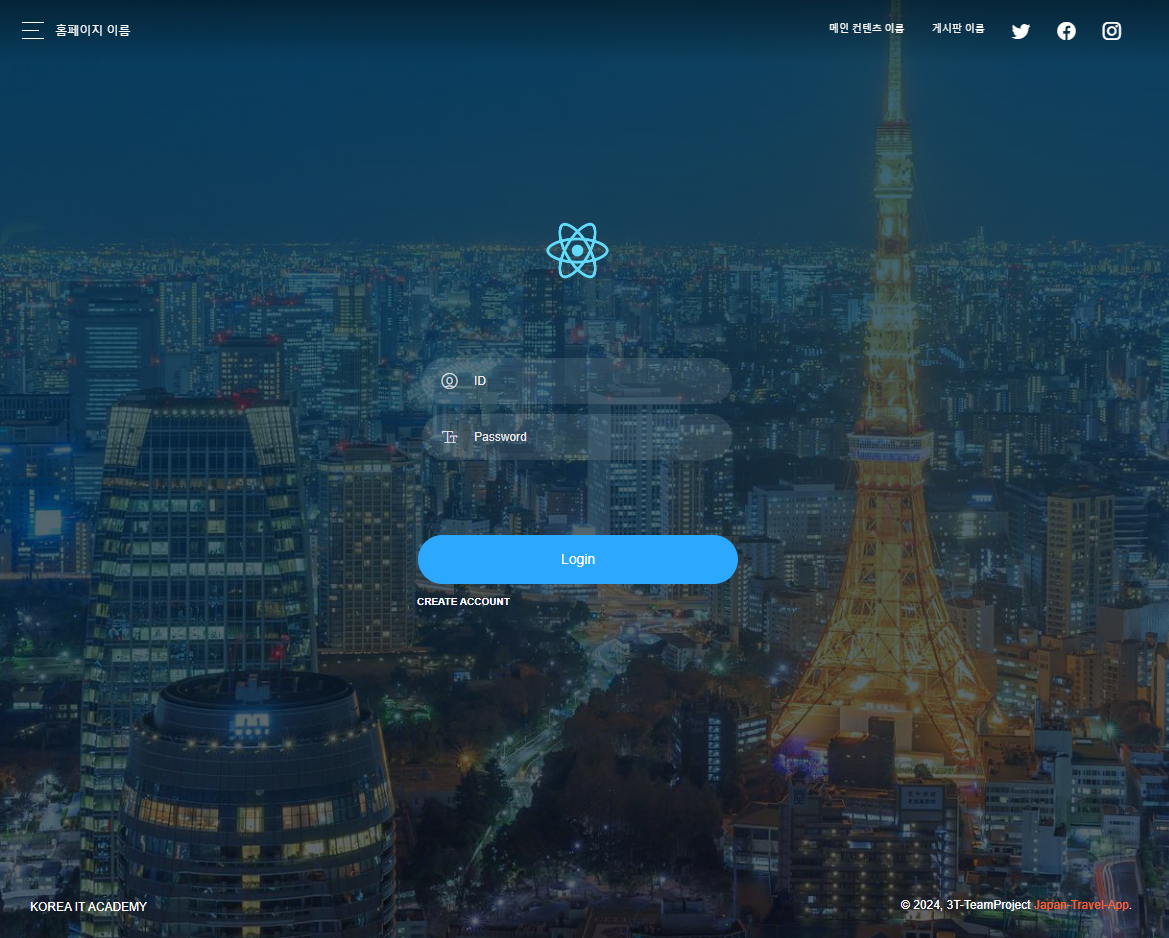 홈페이지 이름
메인 컨텐츠 이름
게시판 이름
ID
Password
Login
CREATE ACCOUNT
KOREA IT ACADEMY
© 2024, 3T-TeamProject Japan-Travel-App.